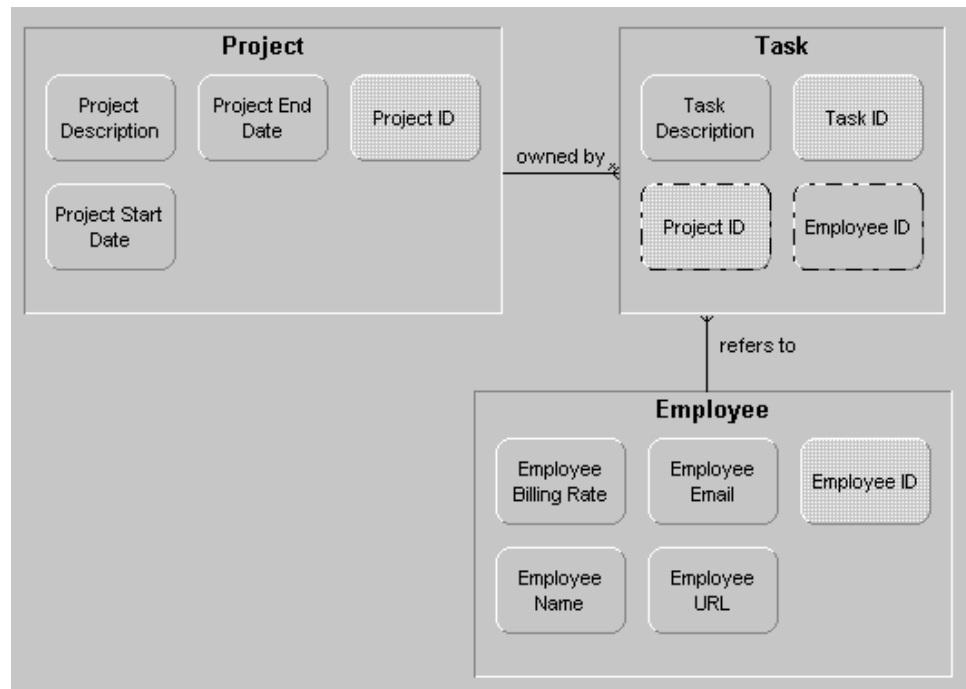 Project
Project
Description
Project End
Date
Project ID
Project Start
Date
owned by
Task
Task
Description
Task ID
Project ID
Employee ID
refers to
Employee
Employee
Billing Rate
Employee
Email
Employee ID
Employee
Name
Employee
URL